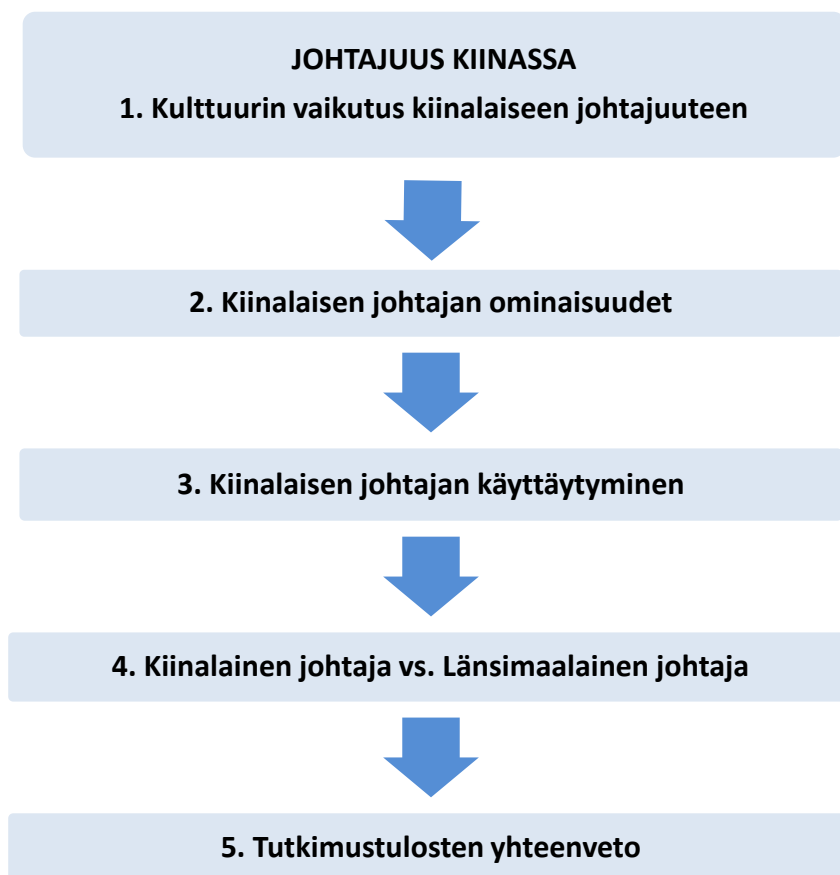 JOHTAJUUS KIINASSA
1. Kulttuurin vaikutus kiinalaiseen johtajuuteen
2. Kiinalaisen johtajan ominaisuudet
3. Kiinalaisen johtajan käyttäytyminen
4. Kiinalainen johtaja vs. Länsimaalainen johtaja
5. Tutkimustulosten yhteenveto